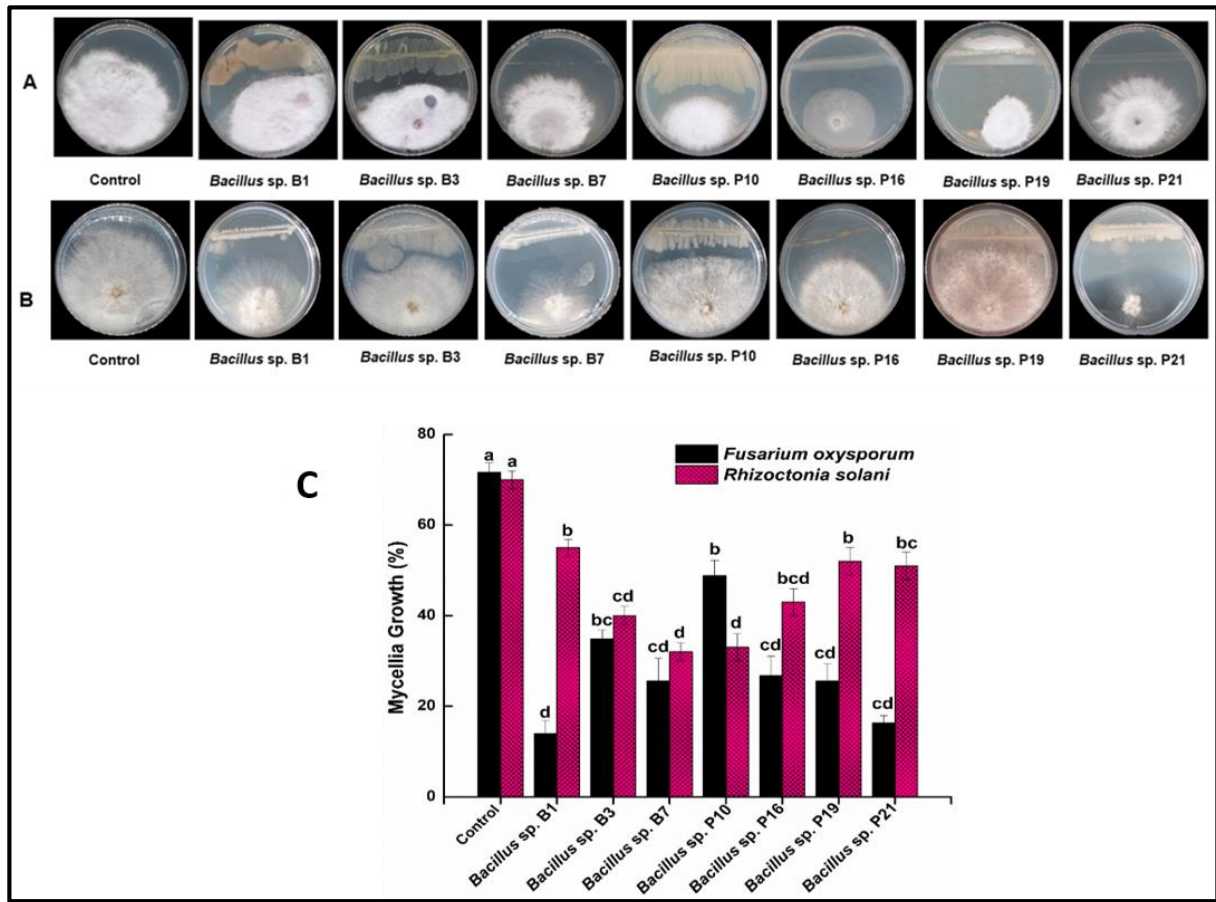 A
Control Bacillus sp. B1 Bacillus sp. B3 Bacillus sp. B7 Bacillus sp. P10 Bacillus sp. P16 Bacillus sp. P19 Bacillus sp. P21
B
Control Bacillus sp. B1 Bacillus sp. B3 Bacillus sp. B7 Bacillus sp. P10 Bacillus sp. P16 Bacillus sp. P19 Bacillus sp. P21
C
Fusarium oxysporum
Rhizoctonia solani
Mycellia Growth (%)
80
60
40
20
0
a a
d b
bc cd
cd d
b d
cd bcd
cd b
cd bc
Control
Bacillus sp. B1
Bacillus sp. B3
Bacillus sp. B7
Bacillus sp. P10
Bacillus sp. P16
Bacillus sp. P19
Bacillus sp. P21